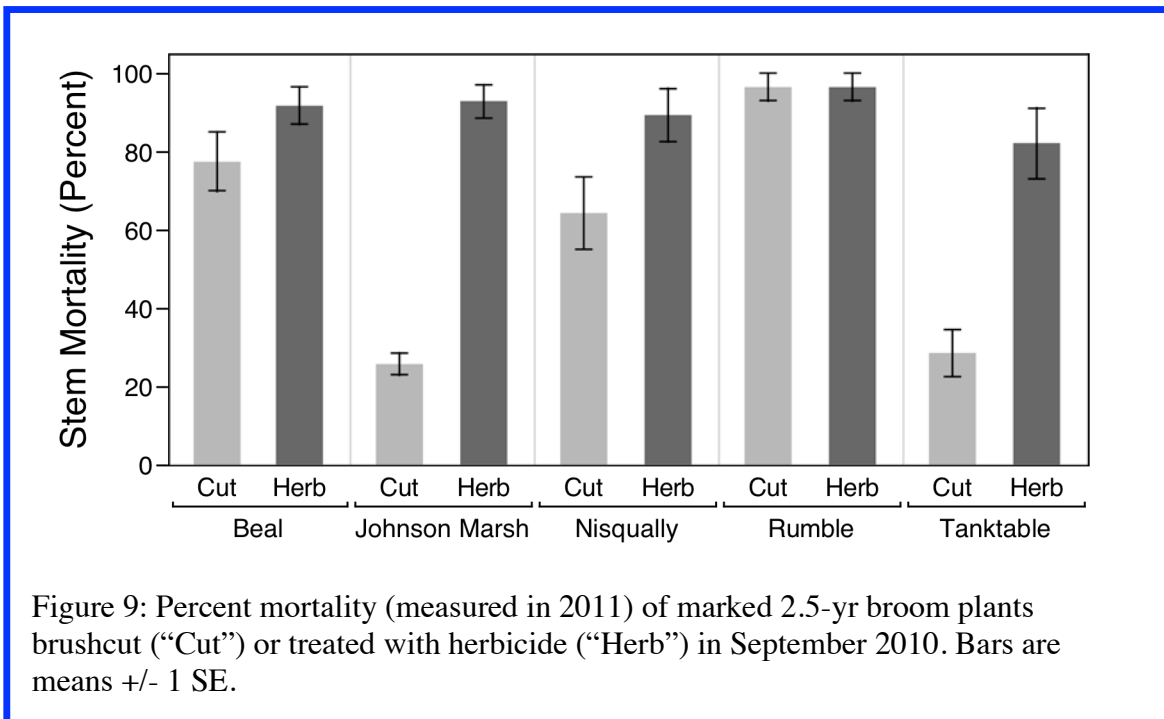 Stem Mortality (Percent)
100
80
60
40
20
0
Cut Herb Cut Herb Cut Herb Cut Herb Cut Herb
Beal Johnson Marsh Nisqually Rumble Tanktable
Figure 9: Percent mortality (measured in 2011) of marked 2.5-yr broom plants
brushcut (“Cut”) or treated with herbicide (“Herb”) in September 2010. Bars are
means +/- 1 SE.